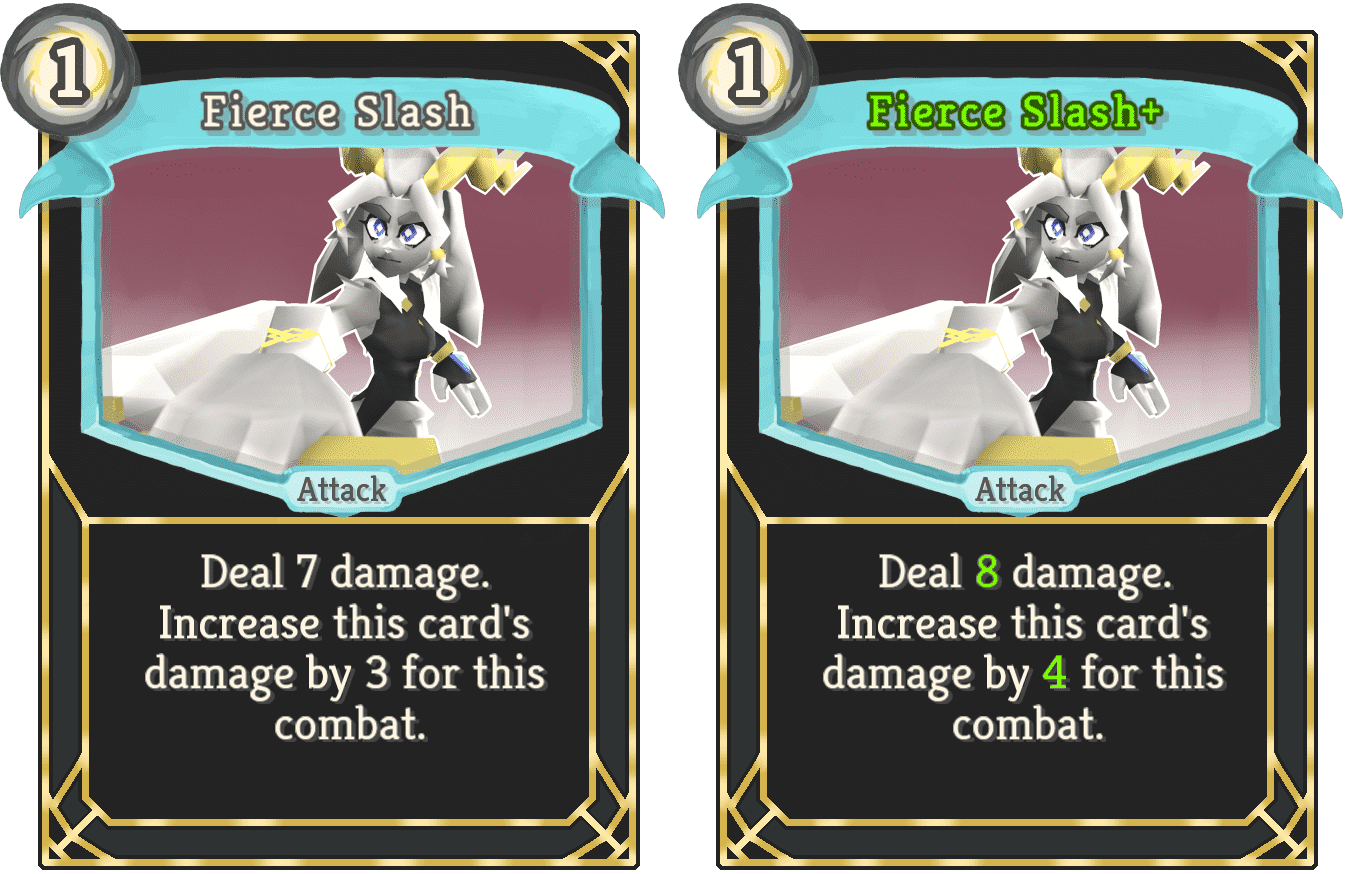 1
Fierce Slash
Attack
Deal 7 damage.
Increase this card's
damage by 3 for this
combat.
1
Fierce Slash+
Attack
Deal 8 damage.
Increase this card's
damage by 4 for this
combat.